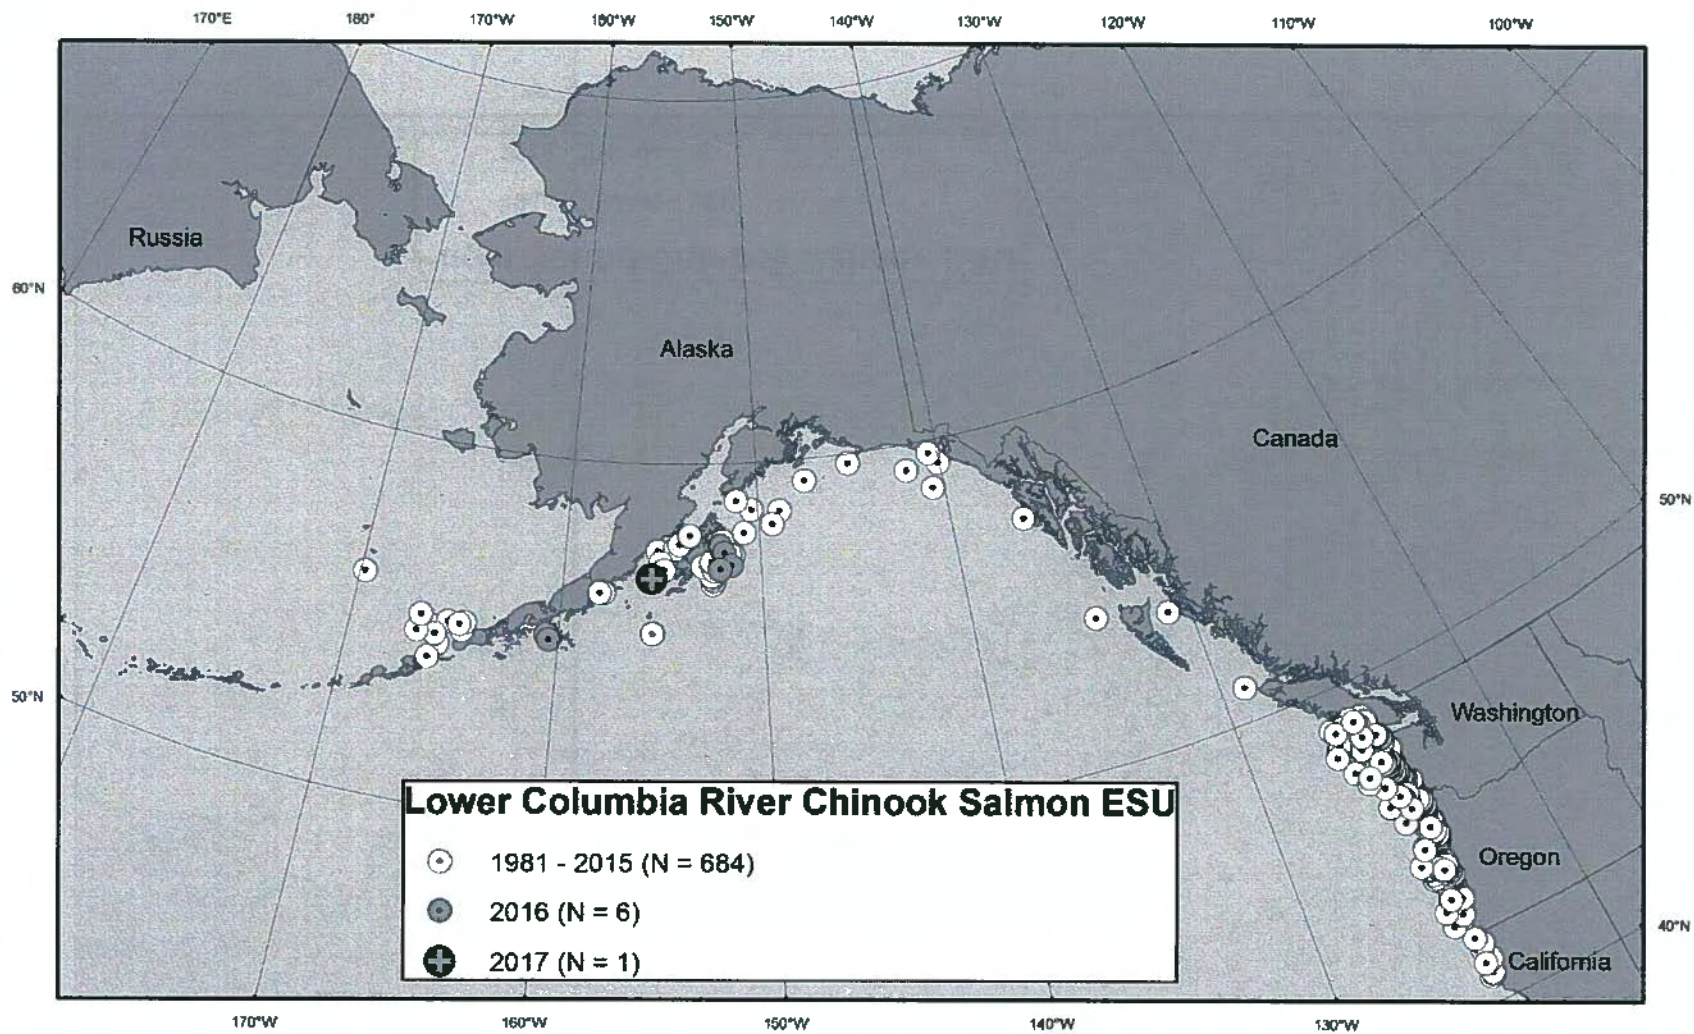 170°E 180° 170°W 160°W 150°W 140°W 130°W 120°W 110°W 100°W
Russia
60°N
Alaska
Canada
50°N
50°N
Washington
Lower Columbia River Chinook Salmon ESU
1981 - 2015 (N = 684)
2016 (N = 6)
2017 (N = 1)
Oregon
40°N
California
170°W 160°W 150°W 140°W 130°W